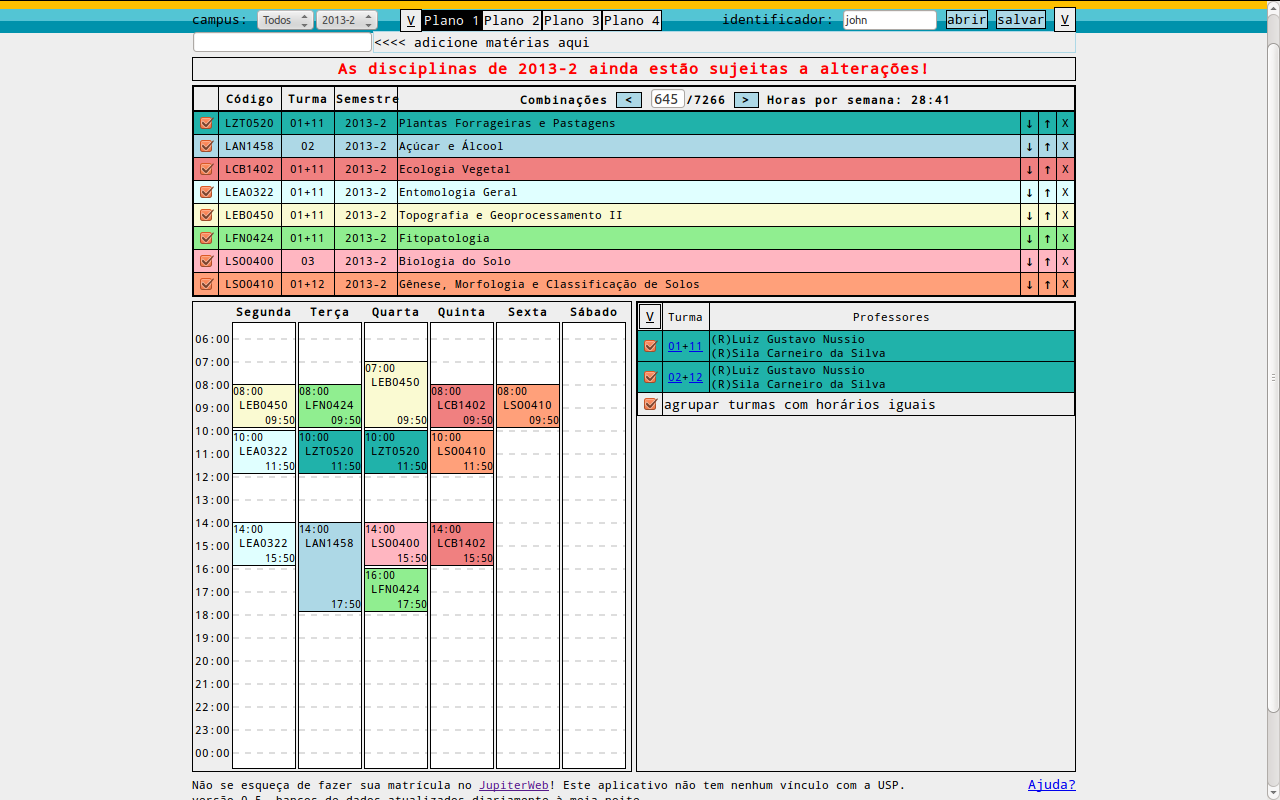 campus: Todos 2013-2 V Plano 1 Plano 2 Plano 3 Plano 4 identificador: john abrir salvar V
<<<< adicione matérias aqui
As disciplinas de 2013-2 ainda estão sujeitas a alterações!
Código Turma Semestre Combinações < 645 /7266 > Horas por semana: 28:41
LZT0520 01+11 2013-2 Plantas Forrageiras e Pastagens ↓ ↑ X
LAN1458 02 2013-2 Açúcar e Álcool ↓ ↑ X
LCB1402 01+11 2013-2 Ecologia Vegetal ↓ ↑ X
LEA0322 01+11 2013-2 Entomologia Geral ↓ ↑ X
LEB0450 01+11 2013-2 Topografia e Geoprocessamento II ↓ ↑ X
LFN0424 01+11 2013-2 Fitopatologia ↓ ↑ X
LSO0400 03 2013-2 Biologia do Solo ↓ ↑ X
LSO0410 01+12 2013-2 Gênese, Morfologia e Classificação de Solos ↓ ↑ X
Segunda Terça Quarta Quinta Sexta Sábado
06:00
07:00
07:00
LEB0450
08:00 08:00 08:00 08:00 08:00
09:00 LEB0450 LFN0424 LCB1402 LSO0410
09:50 09:50 09:50 09:50 09:50
10:00 10:00 10:00 10:00 10:00
11:00 LEA0322 LZT0520 LZT0520 LSO0410
11:50 11:50 11:50 11:50
12:00
13:00
14:00 14:00 14:00 14:00 14:00
15:00 LEA0322 LAN1458 LSO0400 LCB1402
15:50 15:50 15:50
16:00 16:00
17:00 LFN0424
17:50 17:50
18:00
19:00
20:00
21:00
22:00
23:00
00:00
V Turma Professores
01+11 (R)Luiz Gustavo Nussio
(R)Sila Carneiro da Silva
02+12 (R)Luiz Gustavo Nussio
(R)Sila Carneiro da Silva
agrupar turmas com horários iguais
Não se esqueça de fazer sua matrícula no JupiterWeb! Este aplicativo não tem nenhum vínculo com a USP. Ajuda?
versão 0.5, bancos de dados atualizados diariamente à meia noite